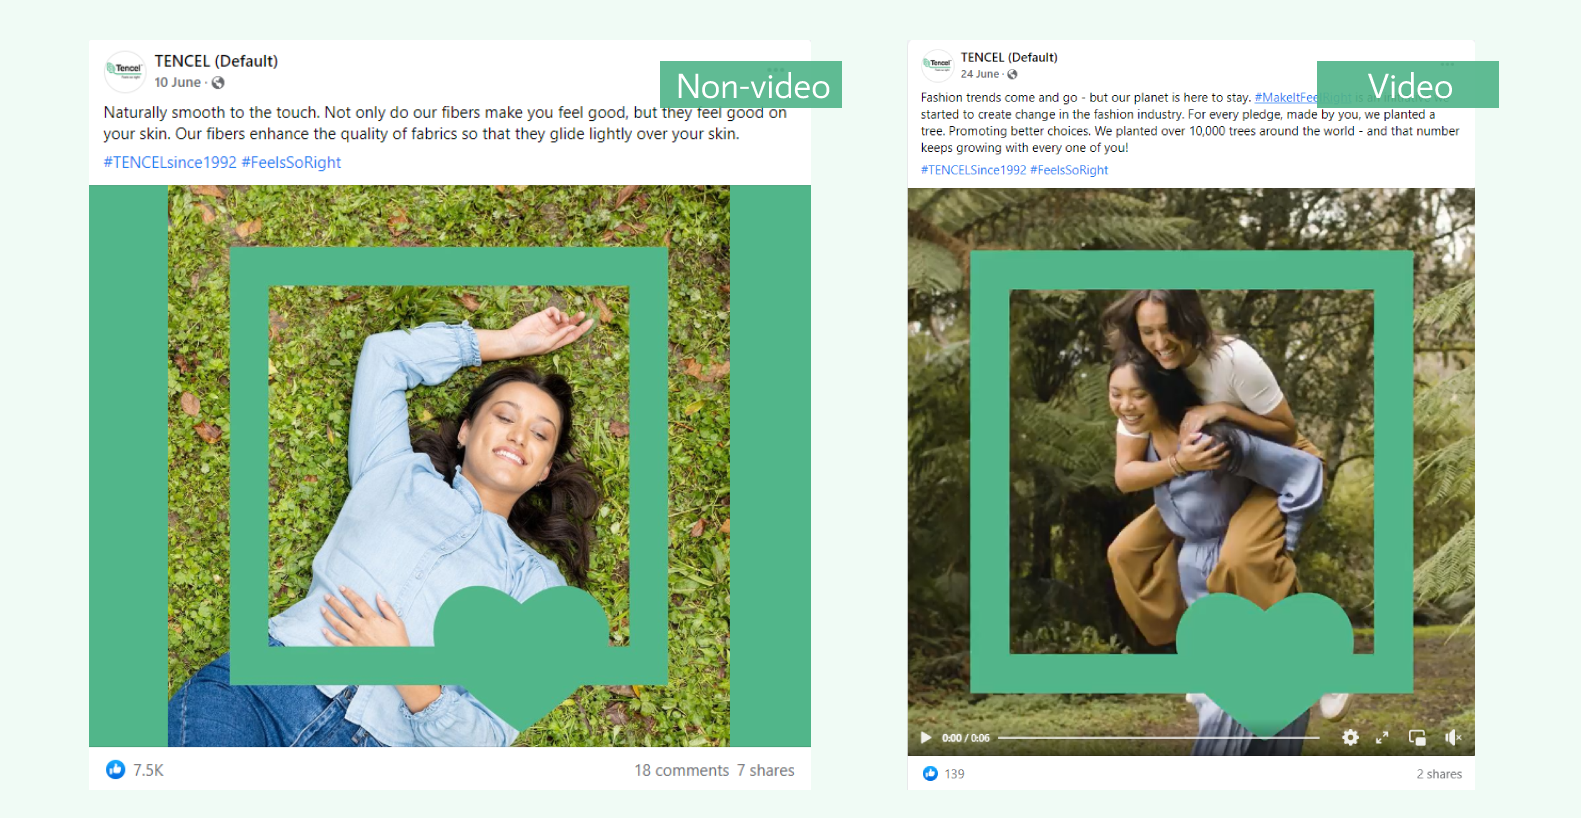 TENCEL (Default)
10 June
Non-video
Naturally smooth to the touch. Not only do our fibers make you feel good, but they feel good on
your skin. Our fibers enhance the quality of fabrics so that they glide lightly over your skin.
#TENCELsince1992 #FeelsSoRight
7.5K
18 comments 7 shares
Tencel
TENCEL (Default)
24 June
Video
Fashion trends come and go - but our planet is here to stay. #MakeItFeelRight is an
started to create change in the fashion industry. For every pledge, made by you, we planted a
tree. Promoting better choices. We planted over 10,000 trees around the world - and that number
keeps growing with every one of you!
#TENCELSince1992 #FeelsSoRight
0:00 / 0:06
139
2 shares
Tencel